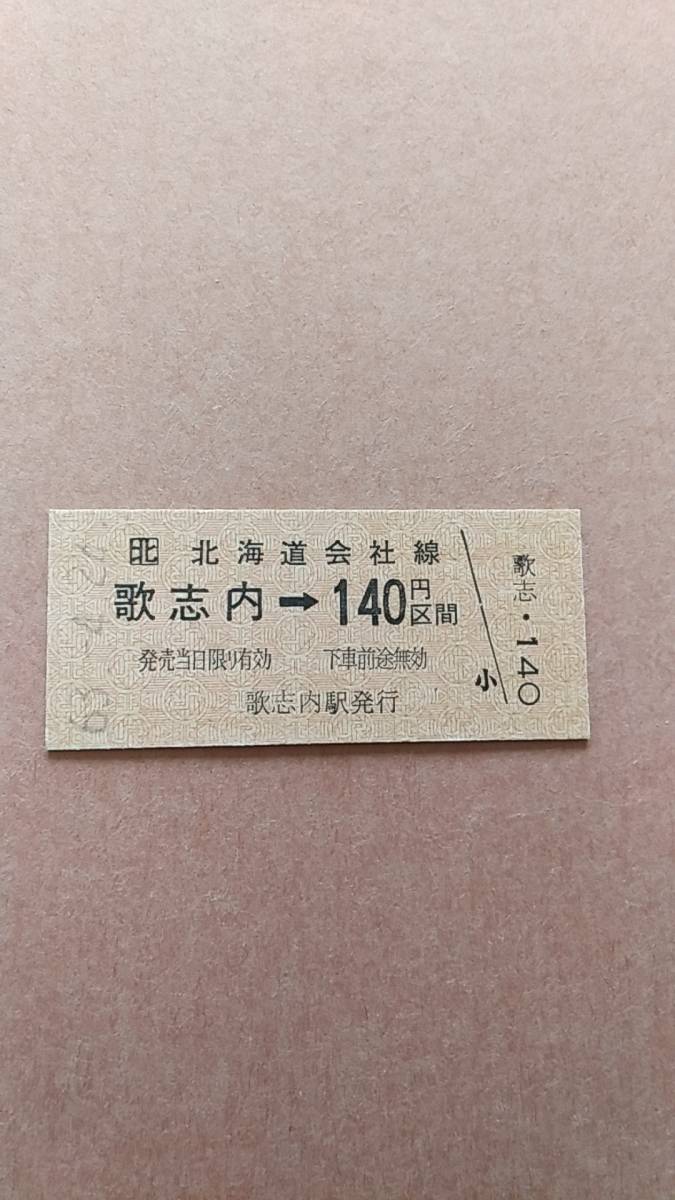 北 北海道会社線
歌志内→140円区間
発売当日限り有効 下車前途無効
歌志内駅発行
小
歌志・140